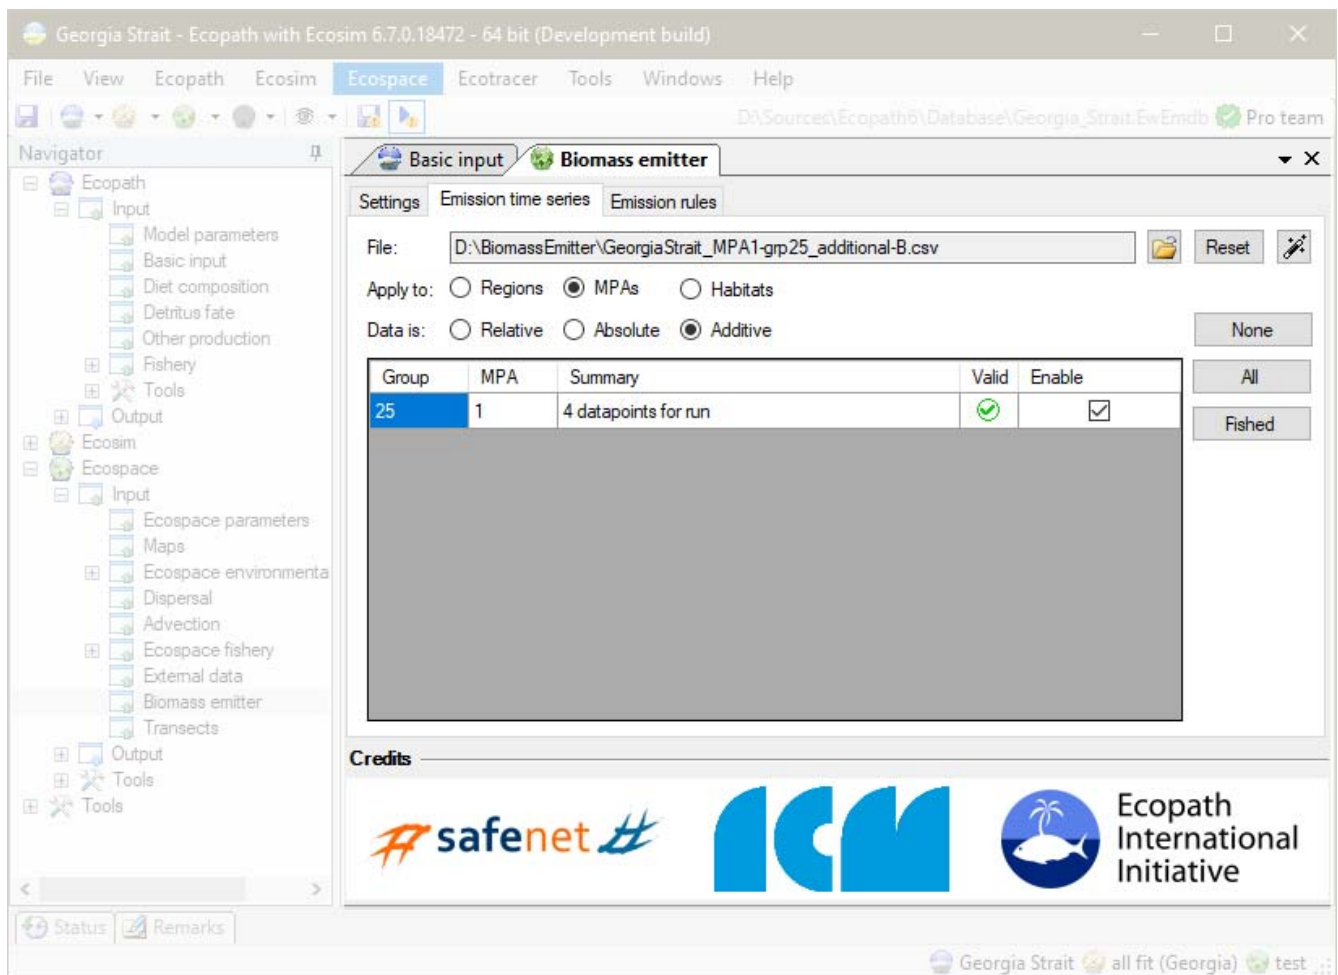 Georgia Strait - Ecopath with Ecosim 6.7.0.18472 - 64 bit (Development build)
File View Ecopath Ecosim Ecospace Ecotracer Tools Windows Help
D:\Sources\Ecopath6\Database\Georgia_Strait.EwEmdb Pro team
Navigator
Ecopath
Input
Model parameters
Basic input
Diet composition
Detritus fate
Other production
Fishery
Tools
Output
Ecosim
Ecospace
Input
Ecospace parameters
Maps
Ecospace environmenta
Dispersal
Advection
Ecospace fishery
External data
Biomass emitter
Transects
Output
Tools
Tools
Basic input Biomass emitter
Settings Emission time series Emission rules
File: D:\BiomassEmitter\GeorgiaStrait_MPA1-grp25_additional-B.csv Reset
Apply to: Regions MPAs Habitats
Data is: Relative Absolute Additive None
Group MPA Summary Valid Enable All
25 1 4 datapoints for run Fished
Credits
safenet
ICM
Ecopath
International
Initiative
Status Remarks
Georgia Strait all fit (Georgia) test